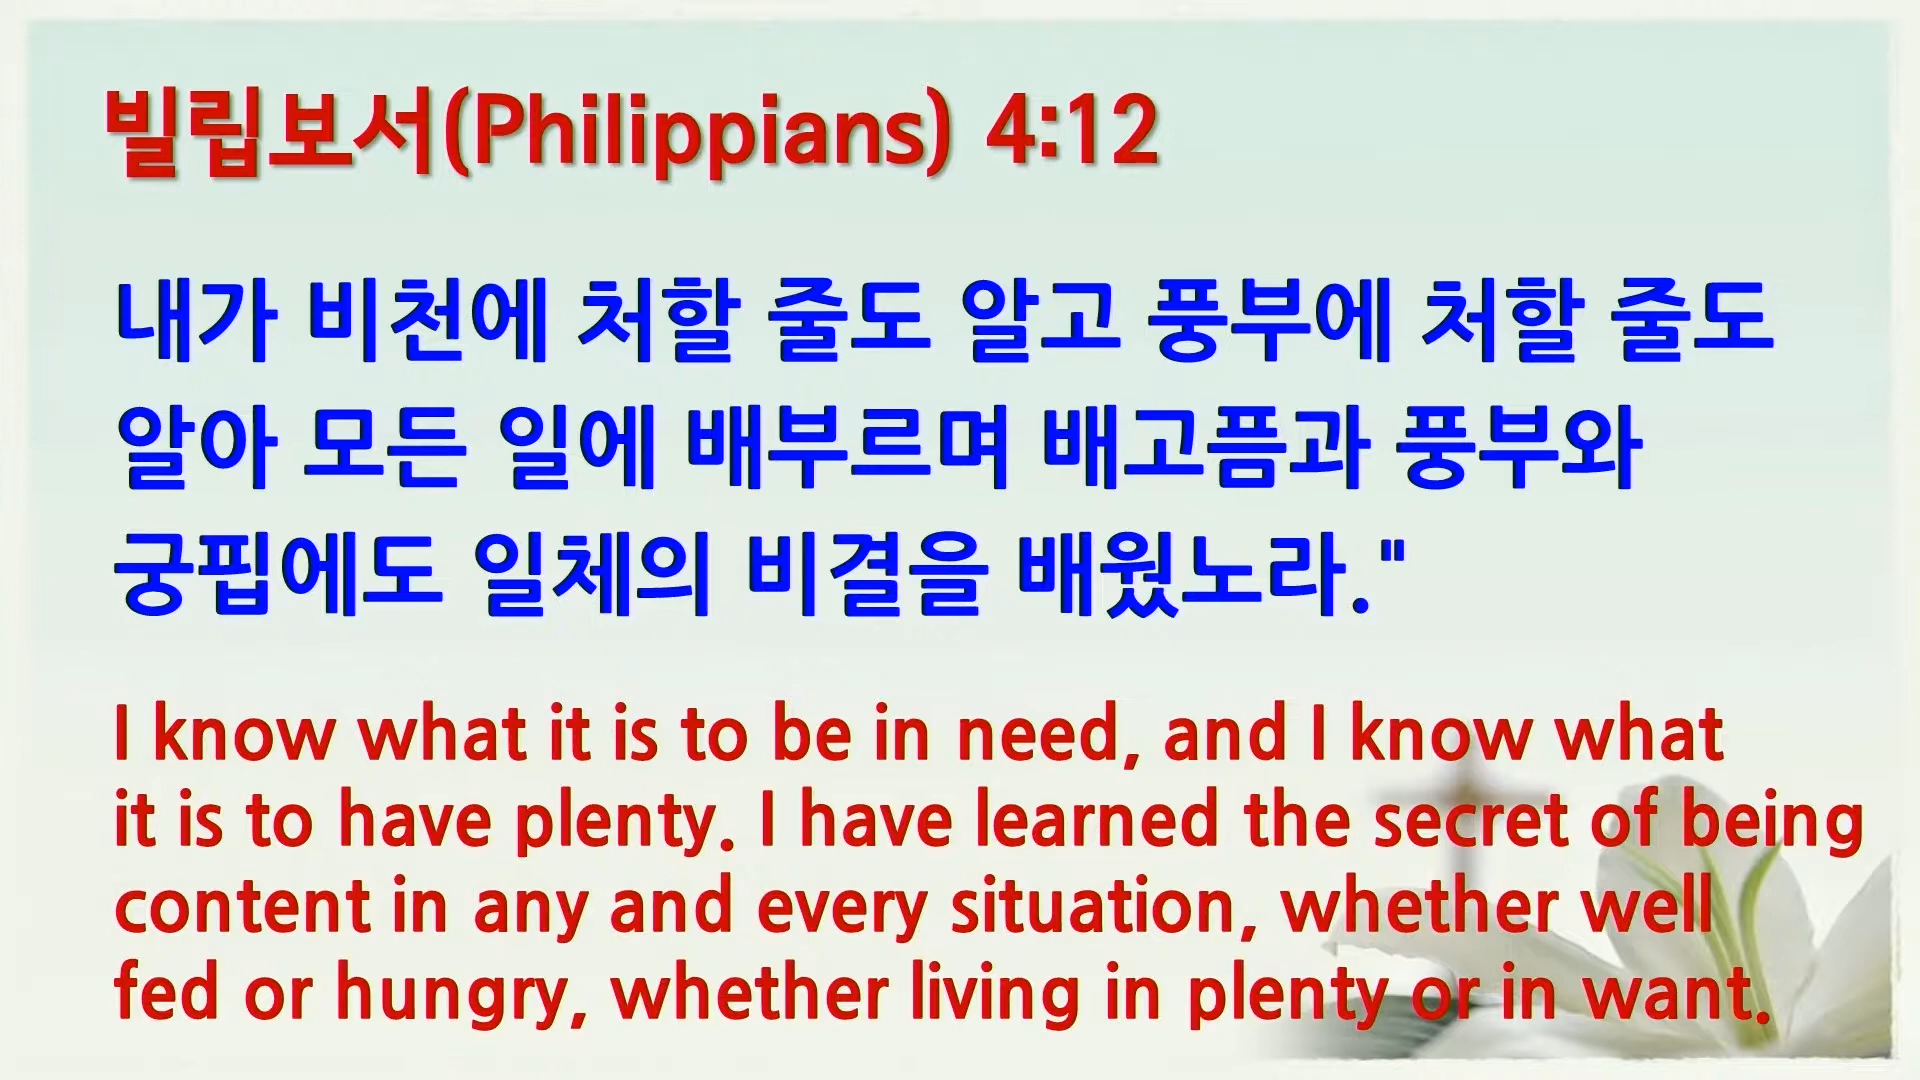 빌립보서(Philippians) 4:12
내가 비천에 처할 줄도 알고 풍부에 처할 줄도
알아 모든 일에 배부르며 배고픔과 풍부와
궁핍에도 일체의 비결을 배웠노라."
I know what it is to be in need, and I know what
it is to have plenty. I have learned the secret of being
content in any and every situation, whether well
fed or hungry, whether living in plenty or in want.